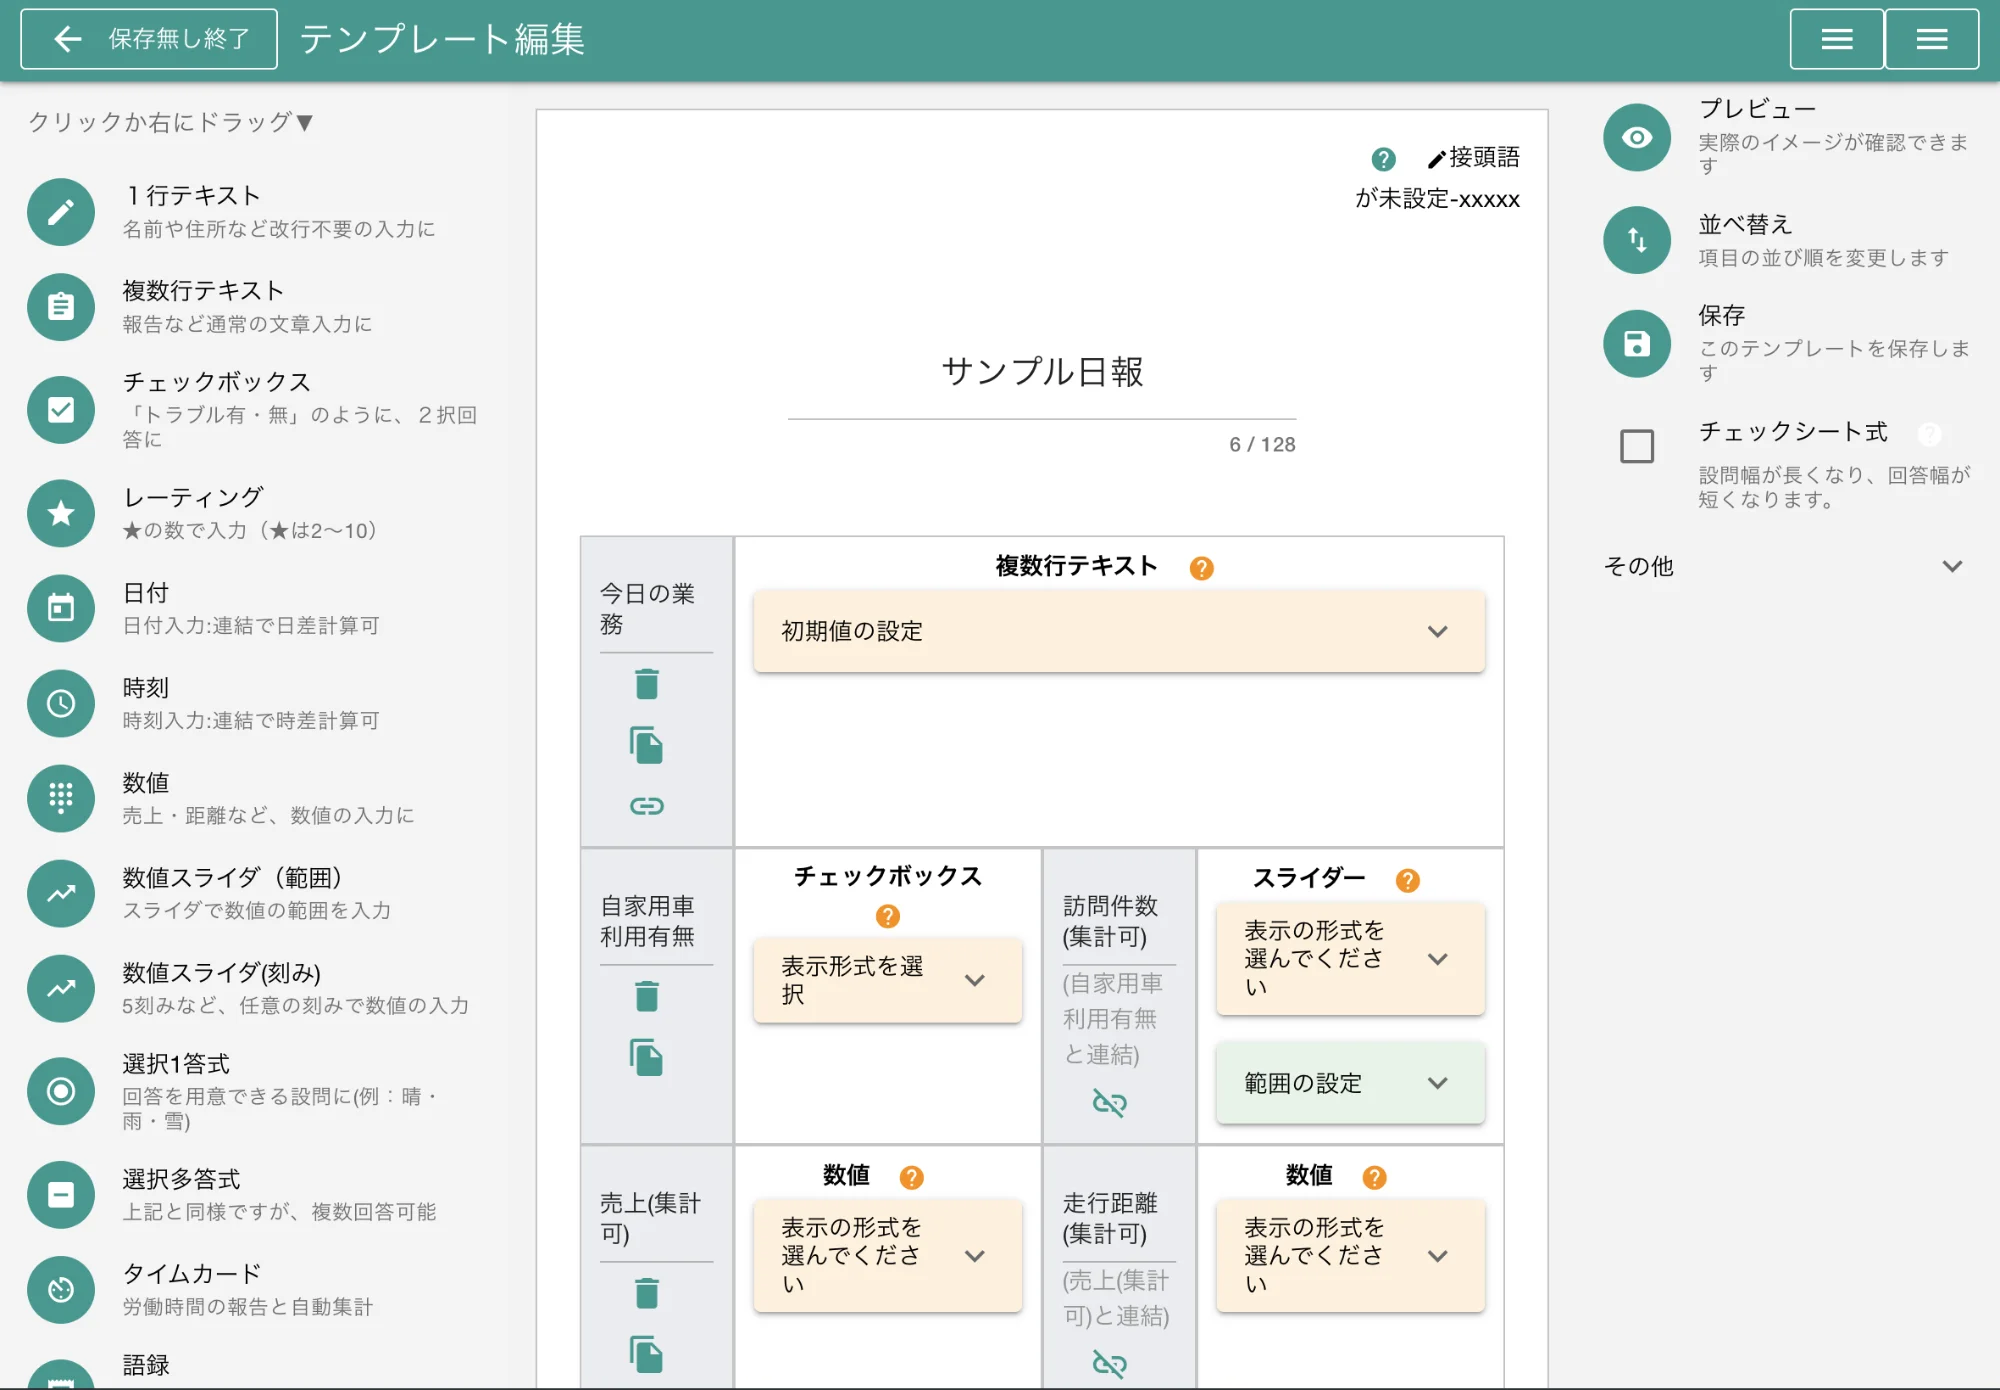 保存無し終了
テンプレート編集
クリックか右にドラッグ▼
１行テキスト
名前や住所など改行不要の入力に
複数行テキスト
報告など通常の文章入力に
チェックボックス
「トラブル有・無」のように、２択回
答に
レーティング
★の数で入力（★は2〜10）
日付
日付入力:連結で日差計算可
時刻
時刻入力:連結で時差計算可
数値
売上・距離など、数値の入力に
数値スライダ（範囲）
スライダで数値の範囲を入力
数値スライダ(刻み)
5刻みなど、任意の刻みで数値の入力
選択1答式
回答を用意できる設問に(例：晴・
雨・雪)
選択多答式
上記と同様ですが、複数回答可能
タイムカード
労働時間の報告と自動集計
語録
接頭語
が未設定-xxxxx
サンプル日報
6 / 128
今日の業
務
複数行テキスト
初期値の設定
自家用車
利用有無
チェックボックス
表示形式を選
択
訪問件数
(集計可)
(自家用車
利用有無
と連結)
スライダー
表示の形式を
選んでくださ
い
範囲の設定
売上(集計
可)
数値
表示の形式を
選んでくださ
い
走行距離
(集計可)
(売上(集計
可)と連結)
数値
表示の形式を
選んでくださ
い
プレビュー
実際のイメージが確認できま
す
並べ替え
項目の並び順を変更します
保存
このテンプレートを保存しま
す
チェックシート式
設問幅が長くなり、回答幅が
短くなります。
その他